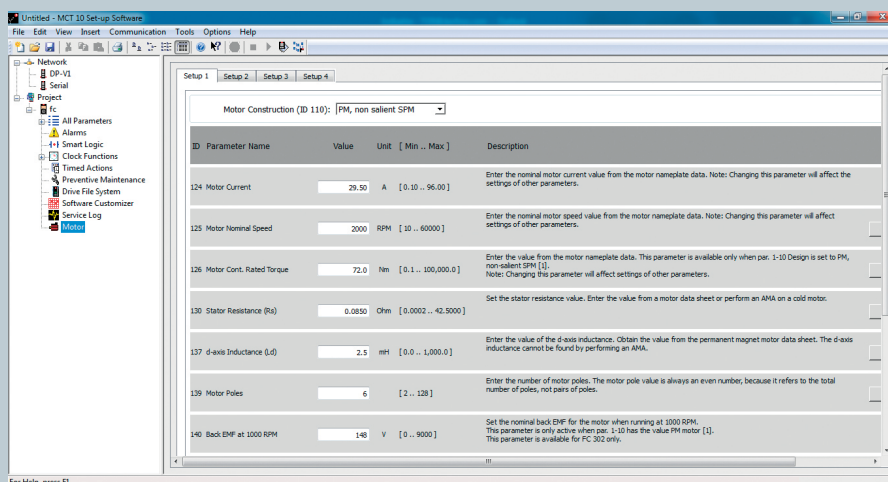 Untitled - MCT 10 Set-up Software
File Edit View Insert Communication Tools Options Help
Network
DP-V1
Serial
Project
fc
All Parameters
Alarms
Smart Logic
Clock Functions
Timed Actions
Preventive Maintenance
Drive File System
Software Customizer
Service Log
Motor
Setup 1 Setup 2 Setup 3 Setup 4
Motor Construction (ID 110): PM, non salient SPM
ID Parameter Name Value Unit [ Min .. Max ] Description
124 Motor Current 29.50 A [ 0.10 .. 96.00 ]
Enter the nominal motor current value from the motor nameplate data. Note: Changing this parameter will affect the
settings of other parameters.
125 Motor Nominal Speed 2000 RPM [ 10 .. 60000 ]
Enter the nominal motor speed value from the motor nameplate data. Note: Changing this parameter will affect
settings of other parameters.
126 Motor Cont. Rated Torque 72.0 Nm [ 0.1 .. 100,000.0 ]
Enter the value from the motor nameplate data. This parameter is available only when par. 1-10 Design is set to PM,
non-salient SPM [1].
Note: Changing this parameter will affect settings of other parameters.
130 Stator Resistance (Rs) 0.0850 Ohm [ 0.0002 .. 42.5000 ]
Set the stator resistance value. Enter the value from a motor data sheet or perform an AMA on a cold motor.
137 d-axis Inductance (Ld) 2.5 mH [ 0.0 .. 1,000.0 ]
Enter the value of the d-axis inductance. Obtain the value from the permanent magnet motor data sheet. The d-axis
inductance cannot be found by performing an AMA.
139 Motor Poles 6 [ 2 .. 128 ]
Enter the number of motor poles. The motor pole value is always an even number, because it refers to the total
number of poles, not pairs of poles.
140 Back EMF at 1000 RPM 148 V [ 0 .. 9000 ]
Set the nominal back EMF for the motor when running at 1000 RPM.
This parameter is only active when par. 1-10 has the value PM motor [1].
This parameter is available for FC 302 only.
For Help, press F1